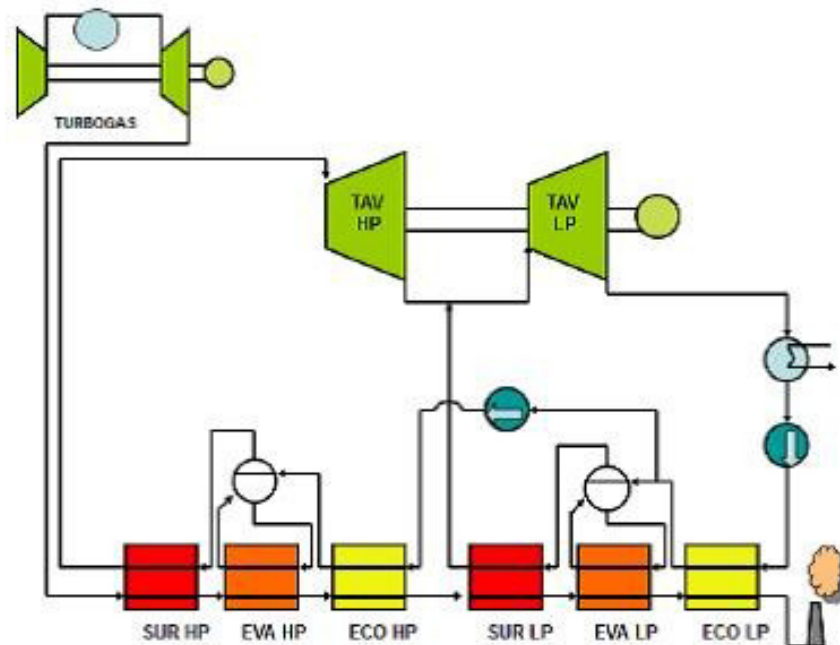 TURBOGAS
TAV
HP
TAV
LP
SUR HP
EVA HP
ECO HP
SUR LP
EVA LP
ECO LP